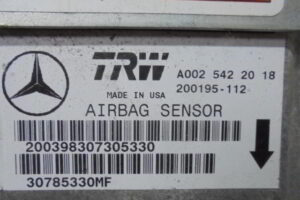 TRW A002 542 20 18
MADE IN USA 200195-112
AIRBAG SENSOR
200398307305330
30785330MF